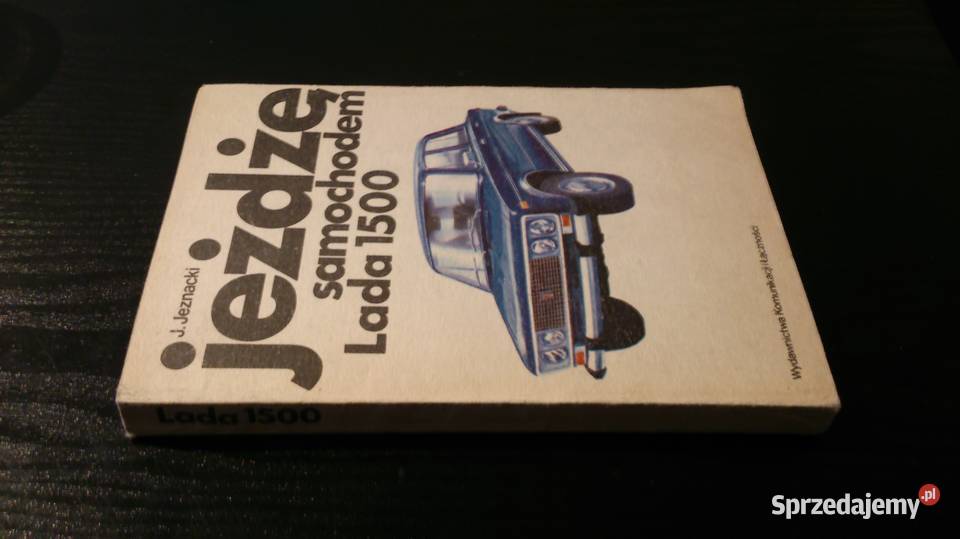 J. Jeznacki
jeżdżę
samochodem
Lada 1500
Wydawnictwa Komunikacji i Łączności
Lada 1500
Sprzedajemy.pl